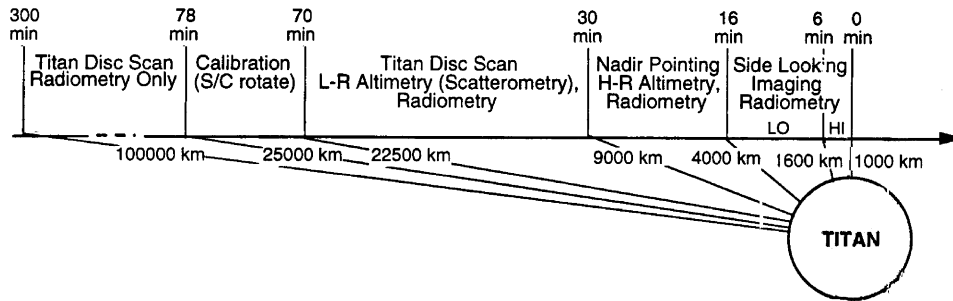 300 78 70 30 16 6 0
min min min min min min min
Titan Disc Scan
Radiometry Only
Calibration
(S/C rotate)
Titan Disc Scan
L-R Altimetry (Scatterometry),
Radiometry
Nadir Pointing
H-R Altimetry,
Radiometry
Side Looking
Imaging
Radiometry
LO HI
100000 km 25000 km 22500 km 9000 km 4000 km 1600 km 1000 km
TITAN